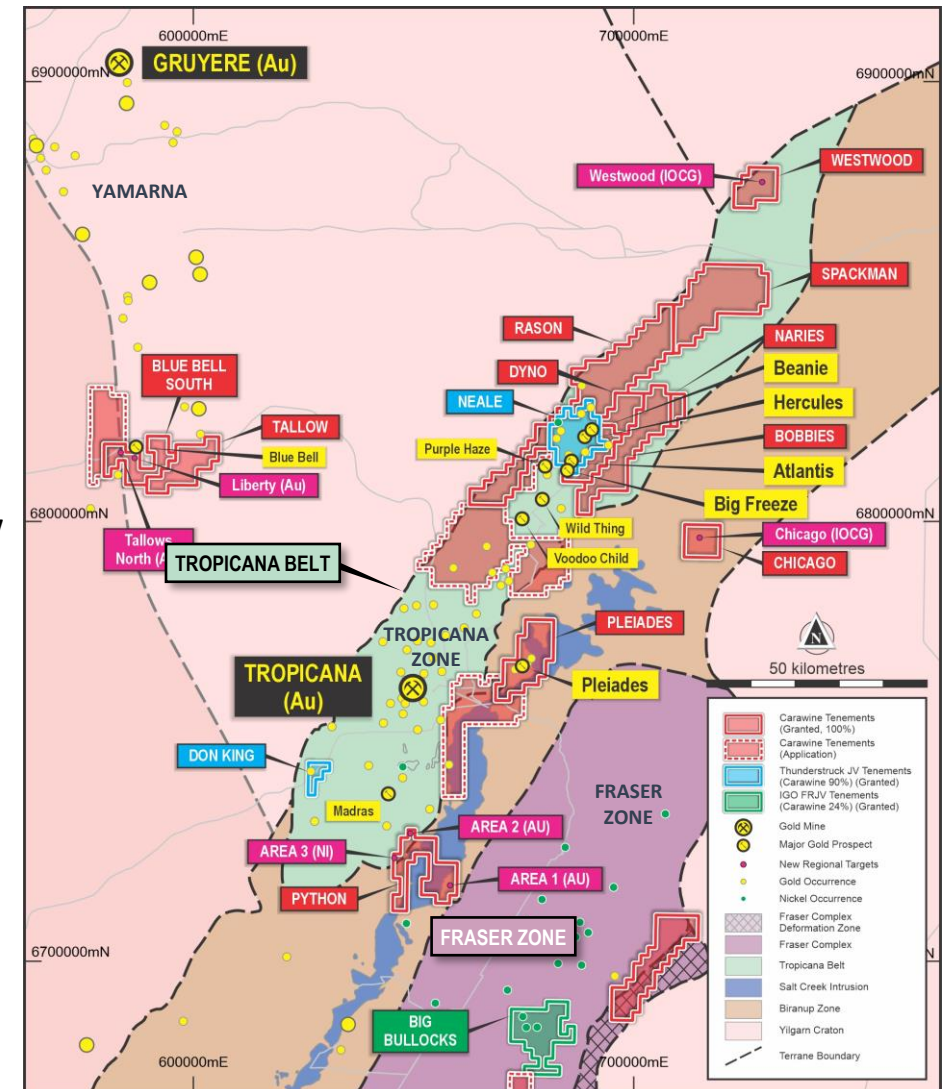 600000mE
700000mE
GRUYERE (Au)
6900000mN
6900000mN
WESTWOOD
Westwood (IOCG)
YAMARNA
SPACKMAN
RASON
NARIES
BLUE BELL
SOUTH
DYNO
Beanie
NEALE
Hercules
TALLOW
BOBBIES
Purple Haze
Blue Bell
Atlantis
Liberty (Au)
Big Freeze
6800000mN
6800000mN
Wild Thing
Chicago (IOCG)
Tallows
North (A
TROPICANA BELT
Voodoo Child
CHICAGO
PLEIADES
TROPICANA
ZONE
N
50 kilometres
TROPICANA
(Au)
Pleiades
DON KING
FRASER
ZONE
Madras
AREA 2 (AU)
AREA 3 (NI)
AREA 1 (AU)
PYTHON
FRASER ZONE
6700000mN
BIG
BULLOCKS
600000mE
700000mE
Carawine Tenements
(Granted, 100%)
Carawine Tenements
(Application)
Thunderstruck JV Tenements
(Carawine 90%) (Granted)
IGO FRJV Tenements
(Carawine 24%) (Granted)
Gold Mine
Major Gold Prospect
New Regional Targets
Gold Occurrence
Nickel Occurrence
Fraser Complex
Deformation Zone
Fraser Complex
Tropicana Belt
Salt Creek Intrusion
Biranup Zone
Yilgarn Craton
Terrane Boundary